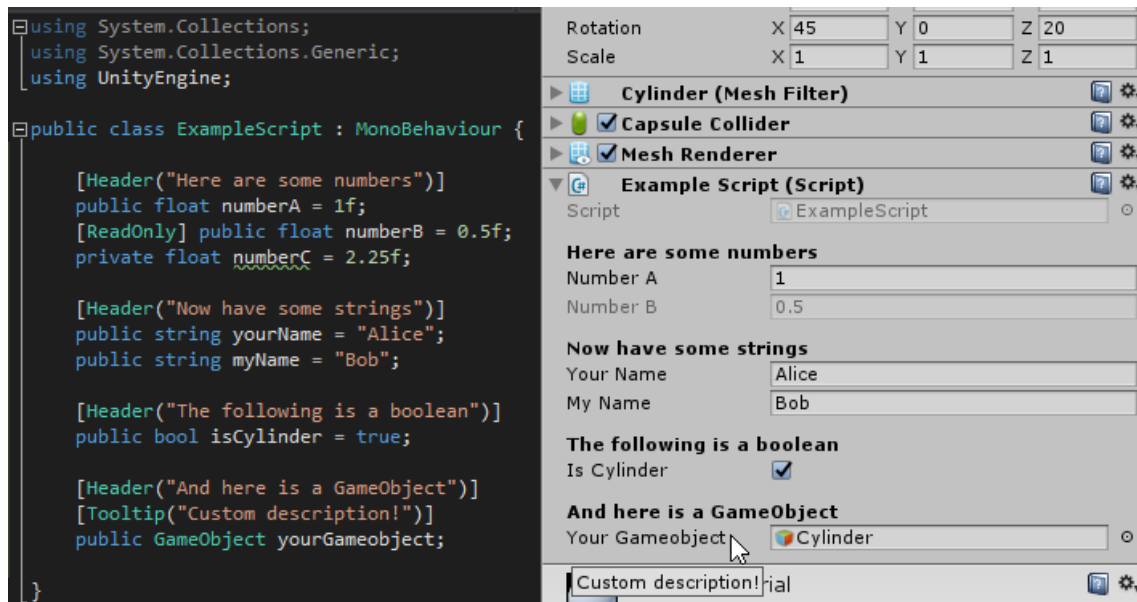 using System.Collections;
using System.Collections.Generic;
using UnityEngine;
public class ExampleScript : MonoBehaviour {
[Header("Here are some numbers")]
public float numberA = 1f;
[ReadOnly] public float numberB = 0.5f;
private float numberC = 2.25f;
[Header("Now have some strings")]
public string yourName = "Alice";
public string myName = "Bob";
[Header("The following is a boolean")]
public bool isCylinder = true;
[Header("And here is a GameObject")]
[Tooltip("Custom description!")]
public GameObject yourGameobject;
}
Rotation X 45 Y 0 Z 20
Scale X 1 Y 1 Z 1
Cylinder (Mesh Filter)
Capsule Collider
Mesh Renderer
Example Script (Script)
Script ExampleScript
Here are some numbers
Number A 1
Number B 0.5
Now have some strings
Your Name Alice
My Name Bob
The following is a boolean
Is Cylinder
And here is a GameObject
Your Gameobject Cylinder
Custom description!